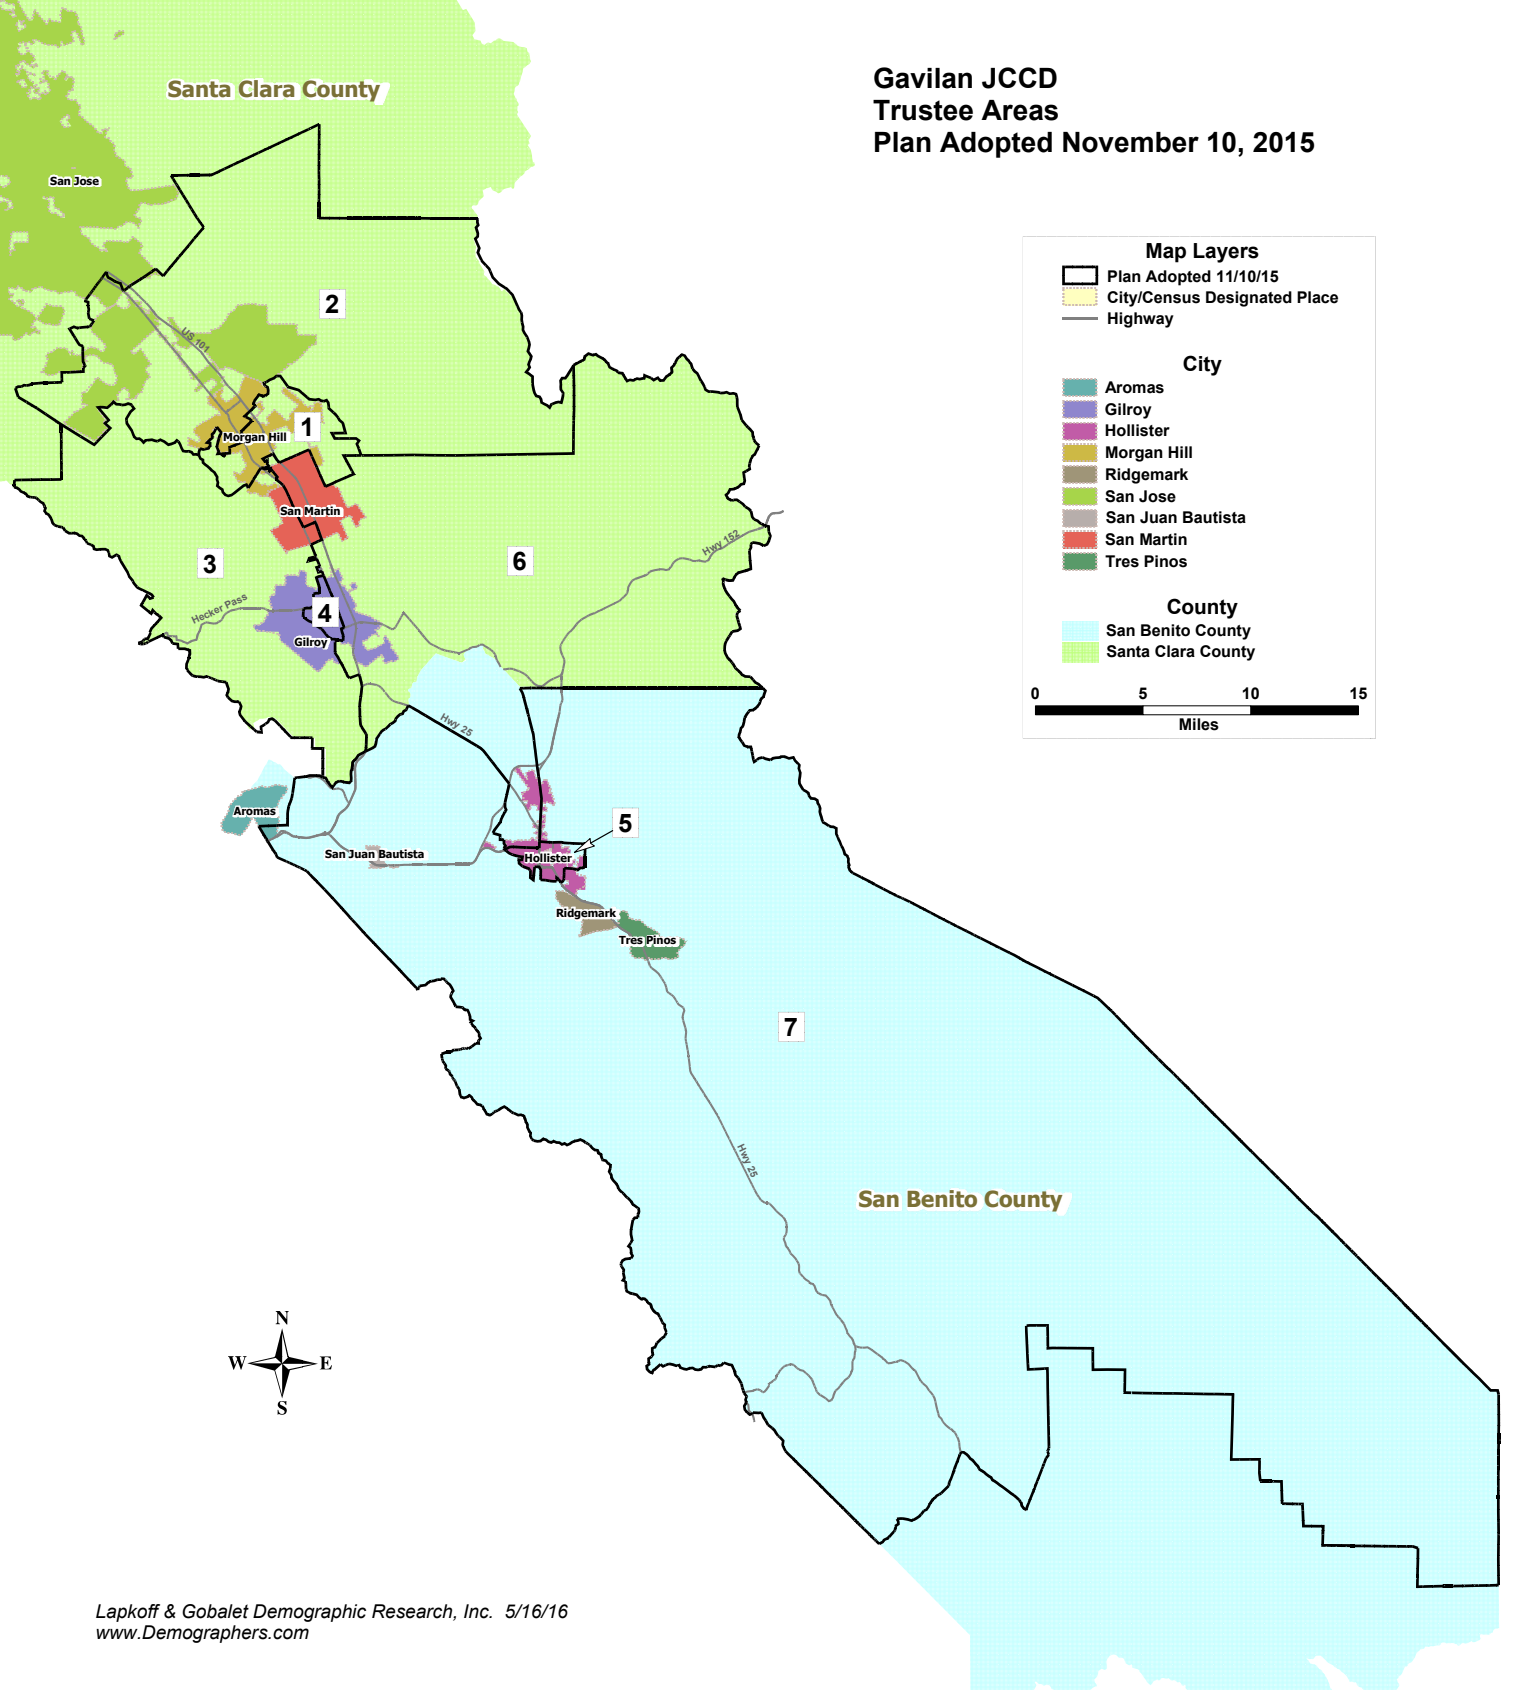 Gavilan JCCD
Trustee Areas
Plan Adopted November 10, 2015
Santa Clara County
San Jose
2
US 101
1
Morgan Hill
San Martin
3
6
Hwy 152
Hecker Pass
4
Gilroy
Hwy 25
Aromas
5
San Juan Bautista
Hollister
Ridgemark
Tres Pinos
7
Hwy 25
San Benito County
Map Layers
Plan Adopted 11/10/15
City/Census Designated Place
Highway
City
Aromas
Gilroy
Hollister
Morgan Hill
Ridgemark
San Jose
San Juan Bautista
San Martin
Tres Pinos
County
San Benito County
Santa Clara County
0 5 10 15
Miles
N
W E
S
Lapkoff & Gobalet Demographic Research, Inc. 5/16/16
www.Demographers.com